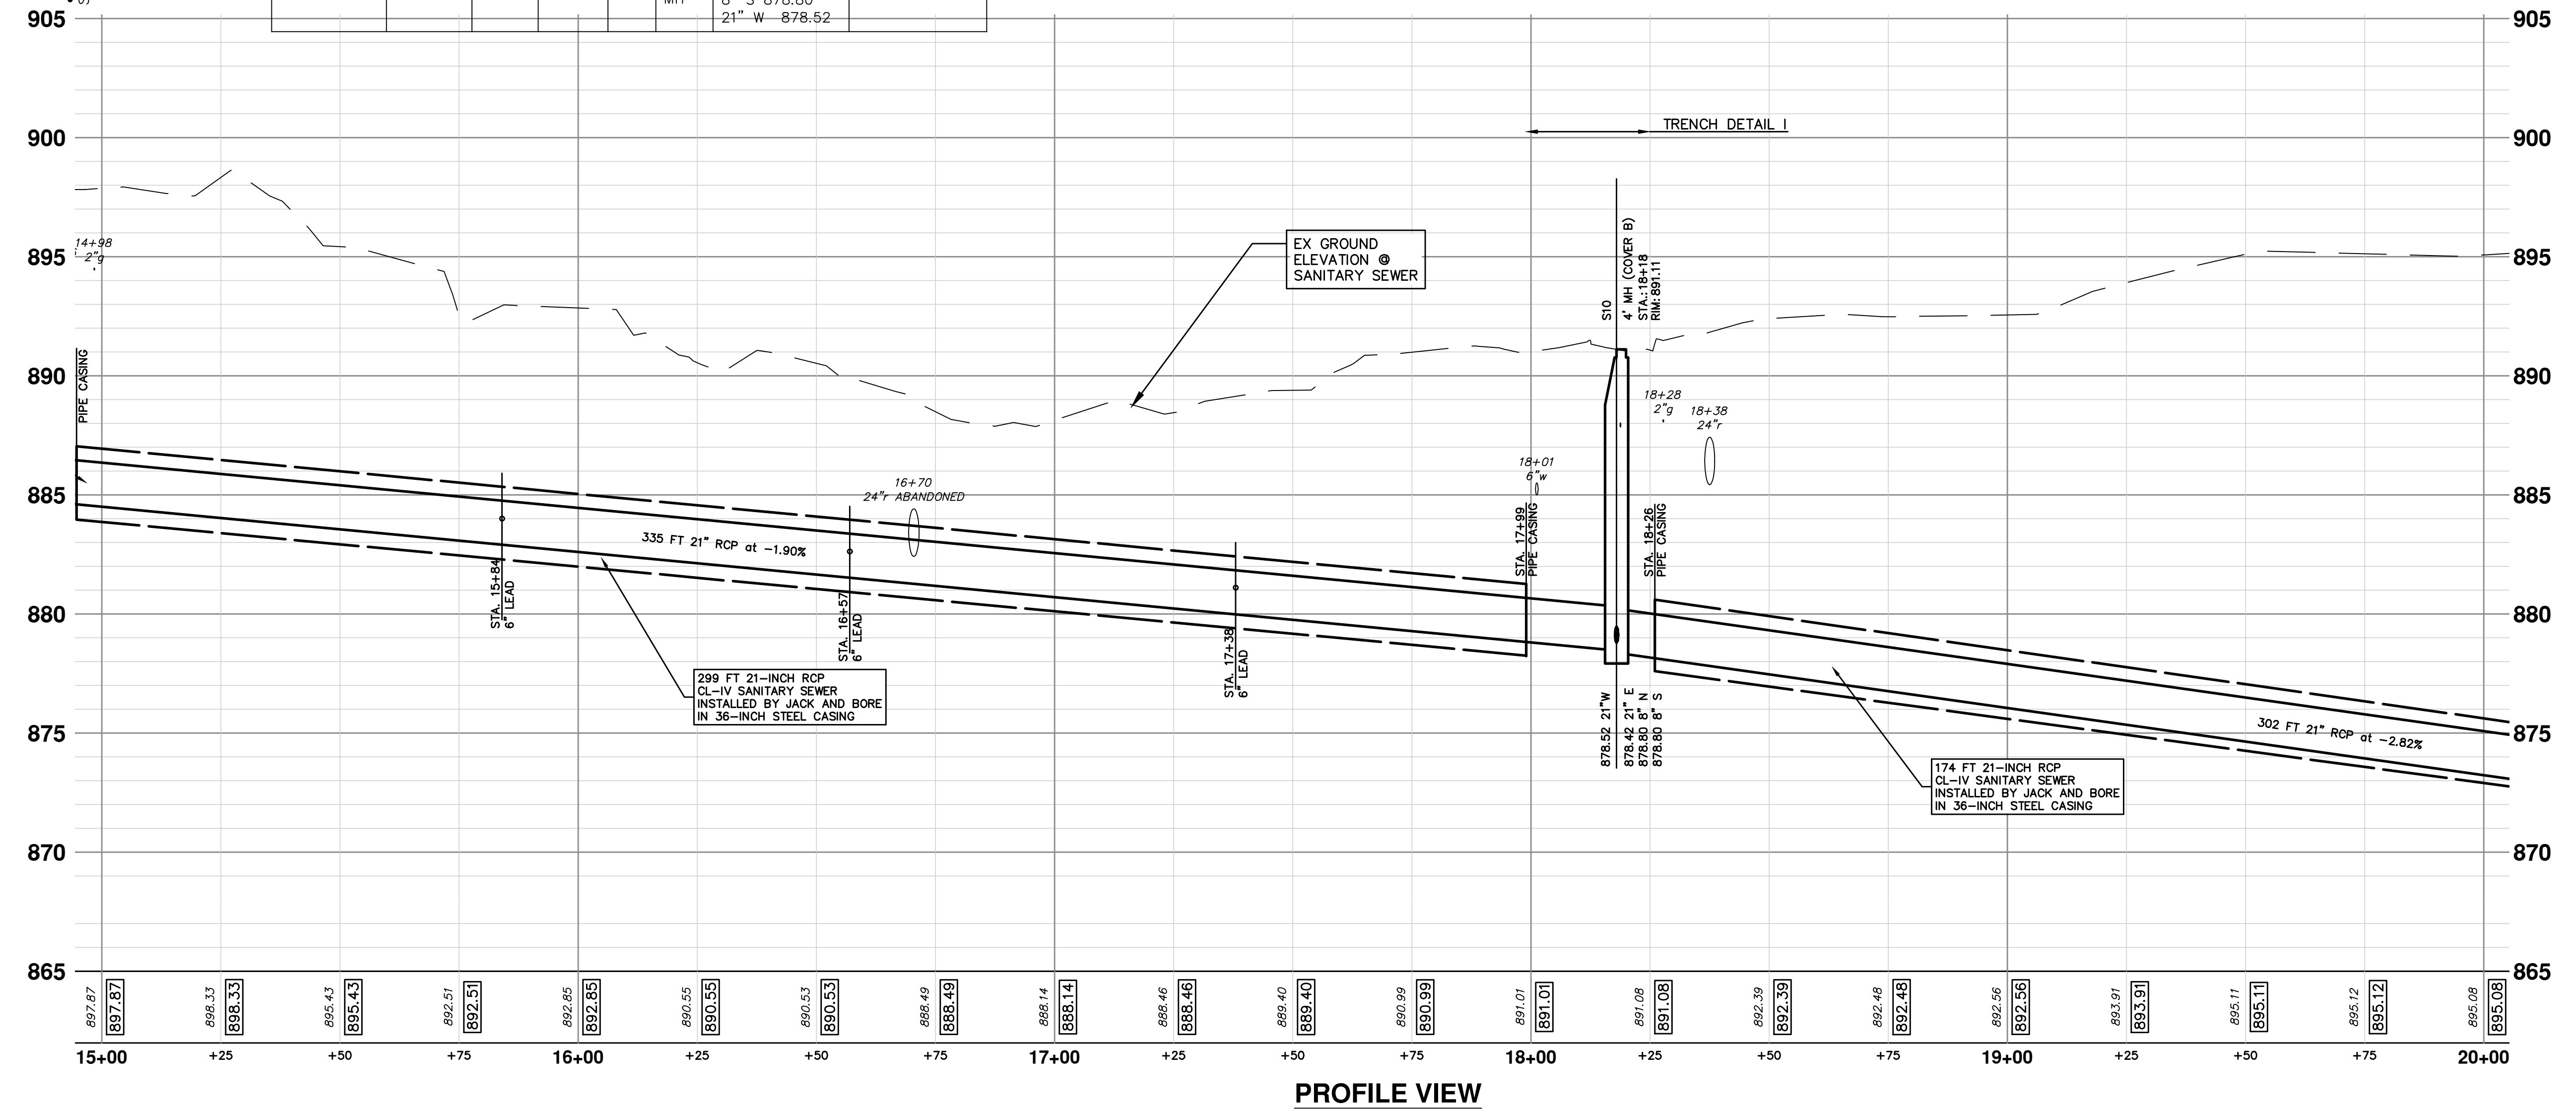 8" S 878.80
21" W 878.52
905
905
900
900
895
895
890
890
885
885
880
880
875
875
870
870
865
865
TRENCH DETAIL I
14+98
2"g
EX GROUND
ELEVATION @
SANITARY SEWER
S10
4' MH (COVER B)
STA.:18+18
RIM:891.11
PIPE CASING
18+28
2"g
18+38
24"r
18+01
6"w
16+70
24"r ABANDONED
335 FT 21" RCP at -1.90%
STA. 15+84
6" LEAD
STA. 16+57
6" LEAD
STA. 17+38
6" LEAD
STA. 17+99
PIPE CASING
STA. 18+26
PIPE CASING
299 FT 21-INCH RCP
CL-IV SANITARY SEWER
INSTALLED BY JACK AND BORE
IN 36-INCH STEEL CASING
878.52 21"W
878.42 21" E
878.80 8" N
878.80 8" S
302 FT 21" RCP at -2.82%
174 FT 21-INCH RCP
CL-IV SANITARY SEWER
INSTALLED BY JACK AND BORE
IN 36-INCH STEEL CASING
897.87 897.87
898.33 898.33
895.43 895.43
892.51 892.51
892.85 892.85
890.55 890.55
890.53 890.53
888.49 888.49
888.14 888.14
888.46 888.46
889.40 889.40
890.99 890.99
891.01 891.01
891.08 891.08
892.39 892.39
892.48 892.48
892.56 892.56
893.91 893.91
895.11 895.11
895.12 895.12
895.08 895.08
15+00 +25 +50 +75 16+00 +25 +50 +75 17+00 +25 +50 +75 18+00 +25 +50 +75 19+00 +25 +50 +75 20+00
PROFILE VIEW